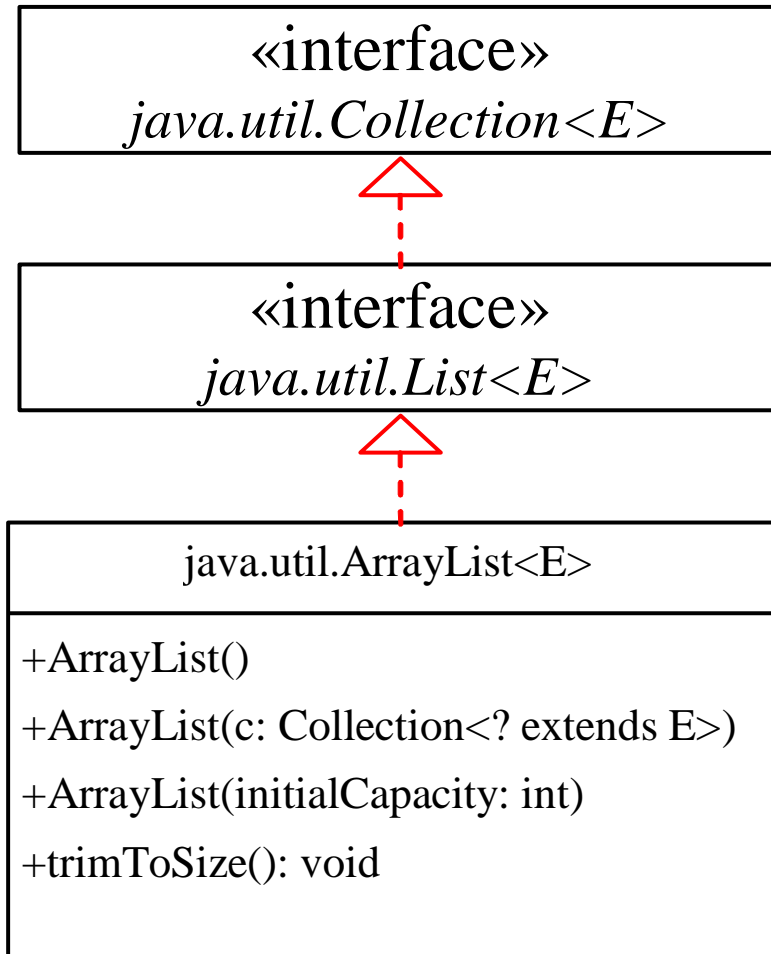 «interface»
java.util.Collection<E>
«interface»
java.util.List<E>
java.util.ArrayList<E>
+ArrayList()
+ArrayList(c: Collection<? extends E>)
+ArrayList(initialCapacity: int)
+trimToSize(): void